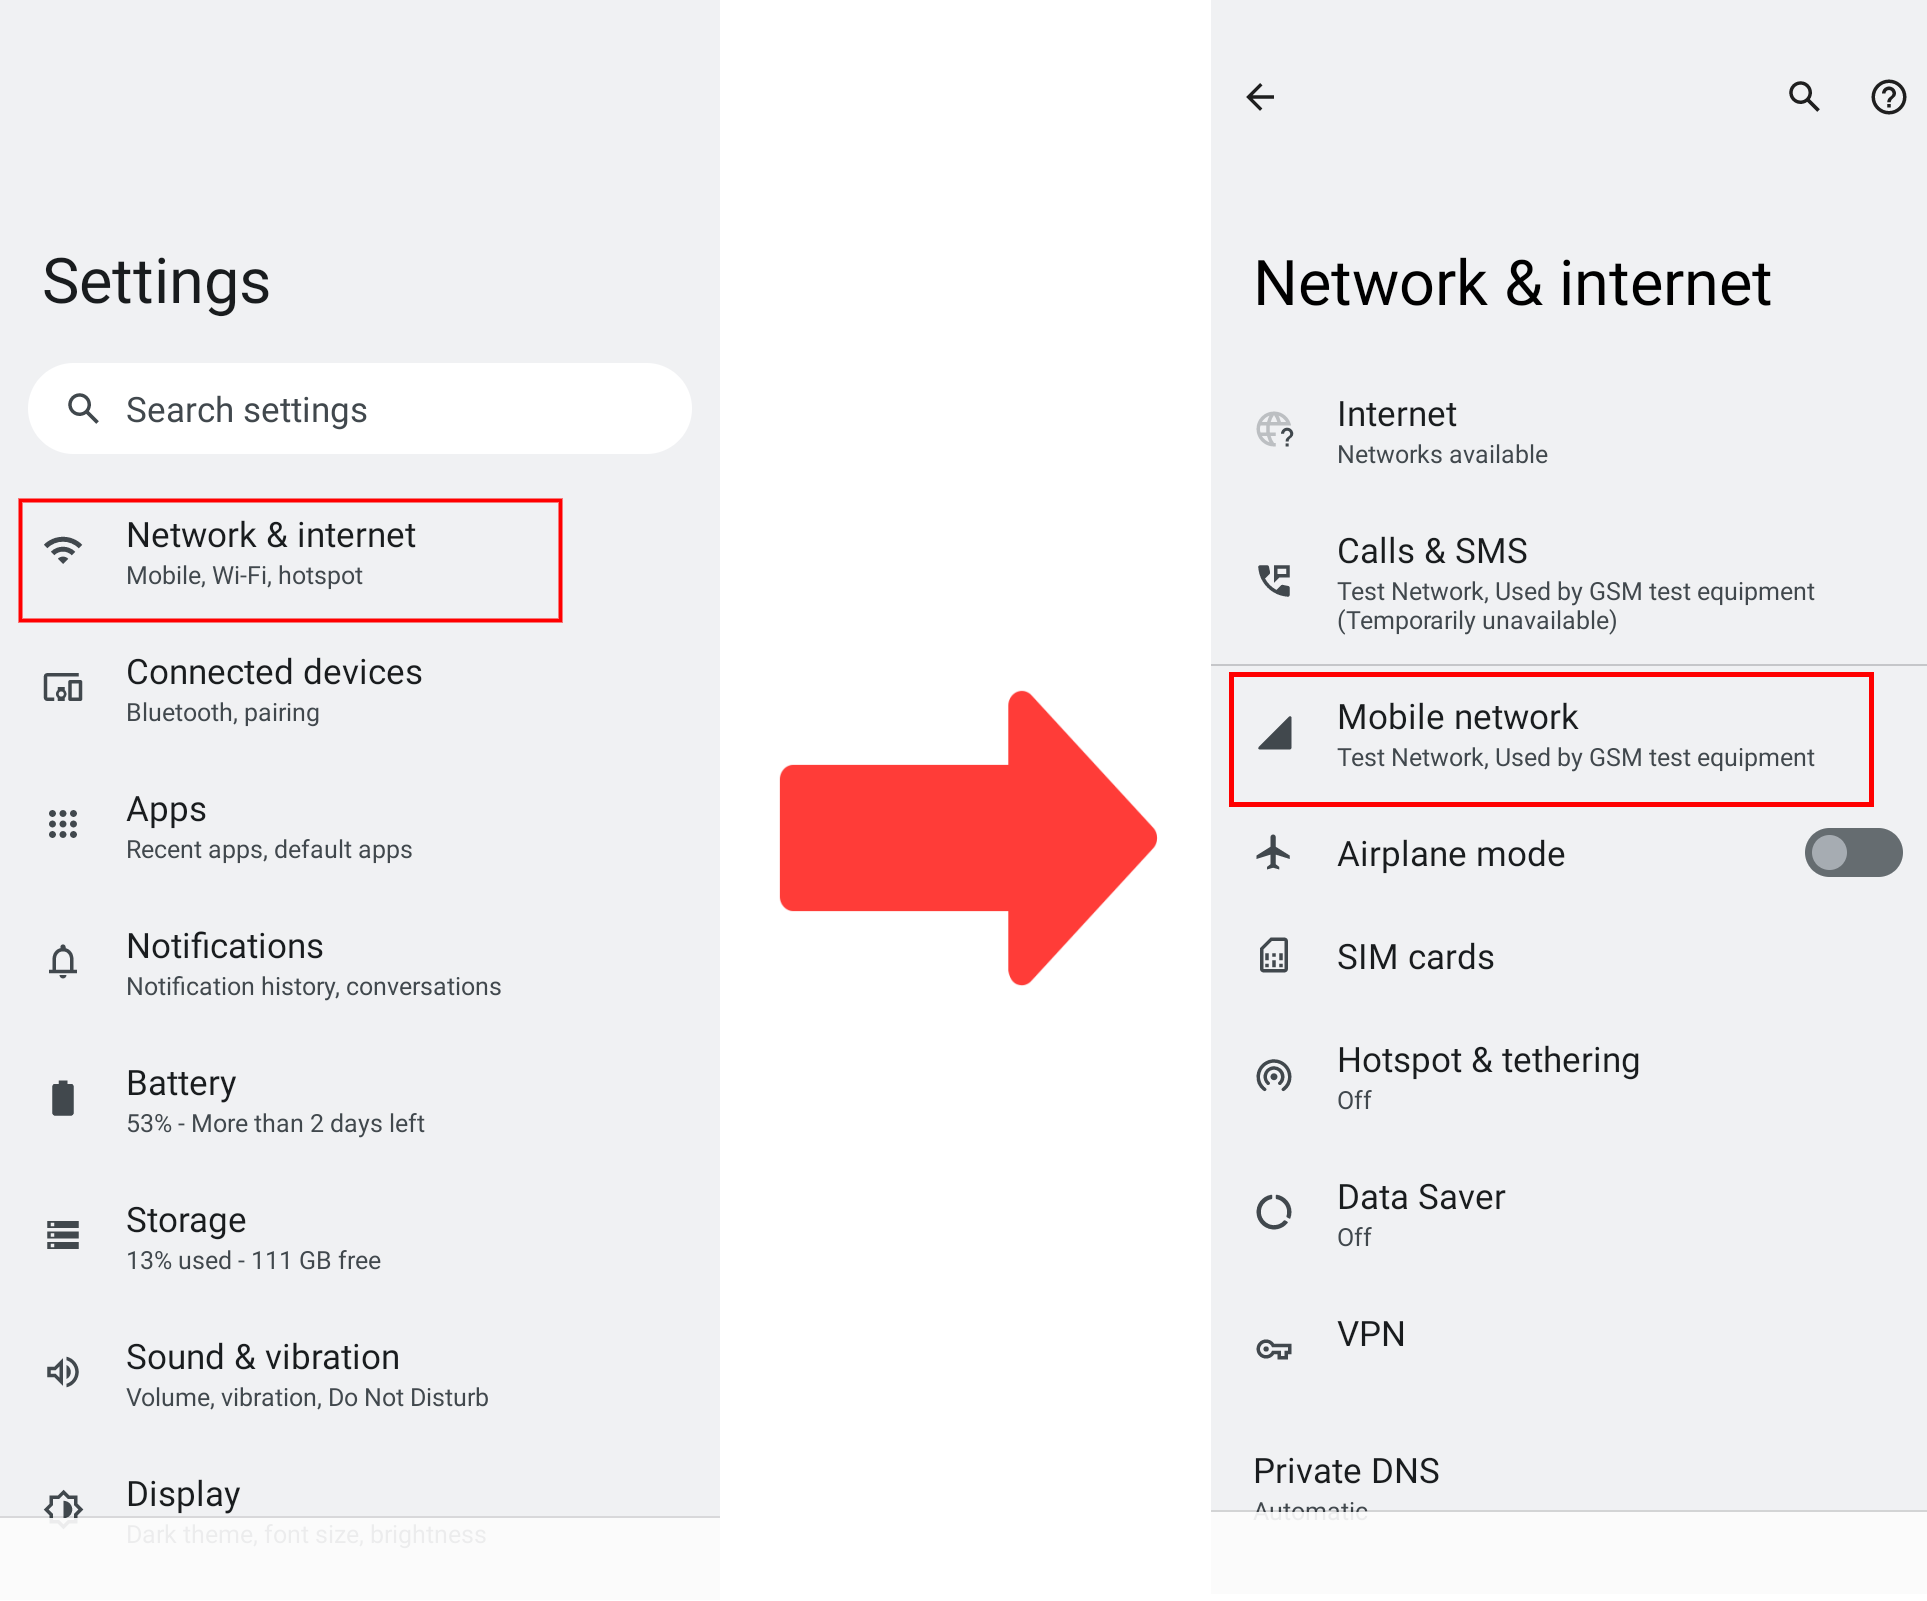 Settings
Search settings
Network & internet
Mobile, Wi-Fi, hotspot
Connected devices
Bluetooth, pairing
Apps
Recent apps, default apps
Notifications
Notification history, conversations
Battery
53% - More than 2 days left
Storage
13% used - 111 GB free
Sound & vibration
Volume, vibration, Do Not Disturb
Display
Dark theme, font size, brightness
Network & internet
Internet
Networks available
Calls & SMS
Test Network, Used by GSM test equipment
(Temporarily unavailable)
Mobile network
Test Network, Used by GSM test equipment
Airplane mode
SIM cards
Hotspot & tethering
Off
Data Saver
Off
VPN
Private DNS
Automatic